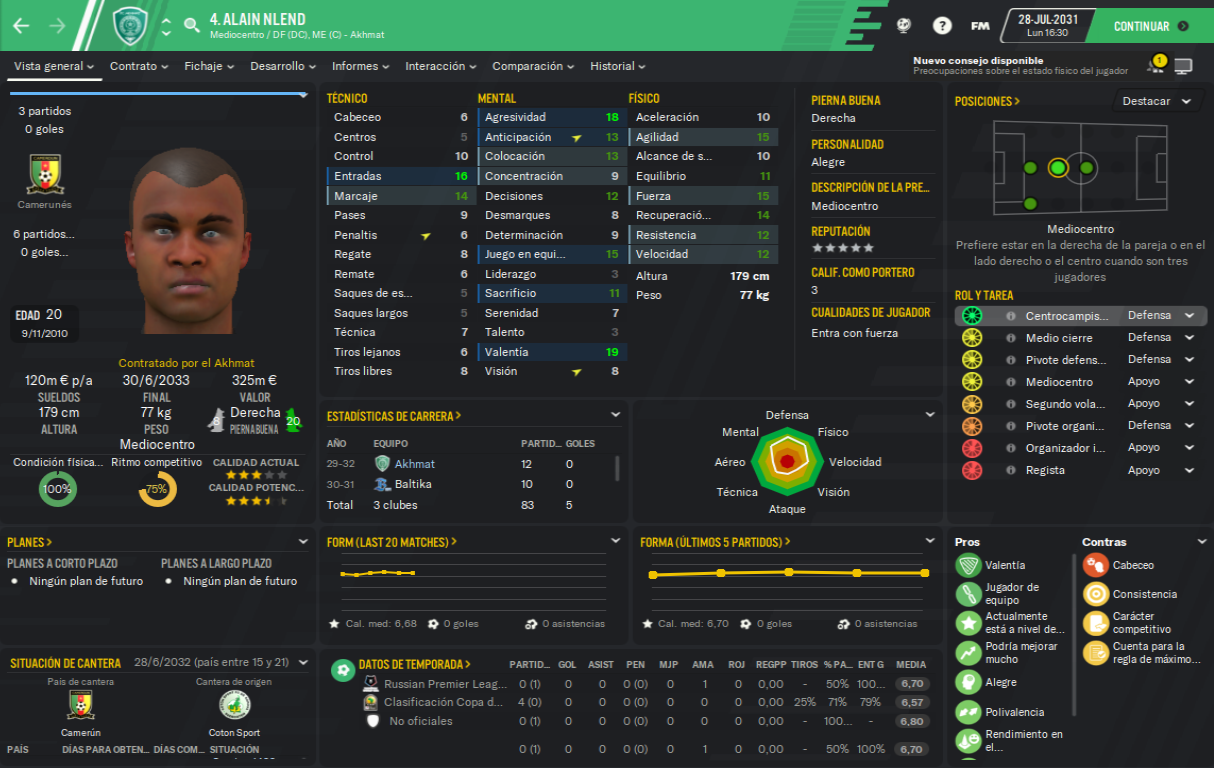 4. ALAIN NLEND
Mediocentro / DF (DC), ME (C) - Akhmat
?
FM
28-JUL-2031
Lun 16:30
CONTINUAR
Vista general
Contrato
Fichaje
Desarrollo
Informes
Interacción
Comparación
Historial
Nuevo consejo disponible
Preocupaciones sobre el estado físico del jugador
1
3 partidos
0 goles
Camerunés
6 partidos...
0 goles...
EDAD 20
9/11/2010
Contratado por el Akhmat
120m € p/a
SUELDOS
30/6/2033
FINAL
325m €
VALOR
179 cm
ALTURA
77 kg
PESO
8
Derecha
PIERNA BUENA
20
Mediocentro
Condición física...
100%
Ritmo competitivo
75%
CALIDAD ACTUAL
CALIDAD POTENC...
TÉCNICO
Cabeceo 6
Centros 5
Control 10
Entradas 16
Marcaje 14
Pases 9
Penaltis 6
Regate 8
Remate 6
Saques de es... 5
Saques largos 5
Técnica 7
Tiros lejanos 6
Tiros libres 8
MENTAL
Agresividad 18
Anticipación 13
Colocación 13
Concentración 9
Decisiones 12
Desmarques 8
Determinación 9
Juego en equi... 15
Liderazgo 3
Sacrificio 11
Serenidad 7
Talento 3
Valentía 19
Visión 8
FÍSICO
Aceleración 10
Agilidad 15
Alcance de s... 10
Equilibrio 11
Fuerza 15
Recuperació... 14
Resistencia 12
Velocidad 12
Altura 179 cm
Peso 77 kg
PIERNA BUENA
Derecha
PERSONALIDAD
Alegre
DESCRIPCIÓN DE LA PRE...
Mediocentro
REPUTACIÓN
CALIF. COMO PORTERO
3
CUALIDADES DE JUGADOR
Entra con fuerza
POSICIONES >
Destacar
Mediocentro
Prefiere estar en la derecha de la pareja o en el
lado derecho o el centro cuando son tres
jugadores
ROL Y TAREA
Centrocampis... Defensa
Medio cierre Defensa
Pivote defens... Defensa
Mediocentro Apoyo
Segundo vola... Apoyo
Pivote organi... Defensa
Organizador i... Apoyo
Regista Apoyo
ESTADÍSTICAS DE CARRERA >
AÑO EQUIPO PARTID... GOLES
29-32 Akhmat 12 0
30-31 Baltika 10 0
Total 3 clubes 83 5
Defensa
Mental Físico
Aéreo Velocidad
Técnica Visión
Ataque
PLANES >
PLANES A CORTO PLAZO
Ningún plan de futuro
PLANES A LARGO PLAZO
Ningún plan de futuro
FORM (LAST 20 MATCHES) >
Cal. med: 6,68 0 goles 0 asistencias
FORMA (ÚLTIMOS 5 PARTIDOS) >
Cal. med: 6,70 0 goles 0 asistencias
Pros
Valentía
Jugador de
equipo
Actualmente
está a nivel de...
Podría mejorar
mucho
Alegre
Polivalencia
Rendimiento en
el...
Contras
Cabeceo
Consistencia
Carácter
competitivo
Cuenta para la
regla de máximo...
SITUACIÓN DE CANTERA 28/6/2032 (país entre 15 y 21)
País de cantera
Camerún
Cantera de origen
Coton Sport
PAÍS DÍAS PARA OBTEN... DÍAS COM... SITUACIÓN
DATOS DE TEMPORADA > PARTID... GOL ASIST PEN MJP AMA ROJ REGPP TIROS % PA... ENT G MEDIA
Russian Premier Leag... 0 (1) 0 0 0 (0) 0 1 0 0,00 - 50% 100... 6,70
Clasificación Copa d... 4 (0) 0 0 0 (0) 0 0 0 0,00 25% 71% 79% 6,57
No oficiales 0 (1) 0 0 0 (0) 0 0 0 0,00 - 100... - 6,80
0 (1) 0 0 0 (0) 0 1 0 0,00 - 50% 100% 6,70